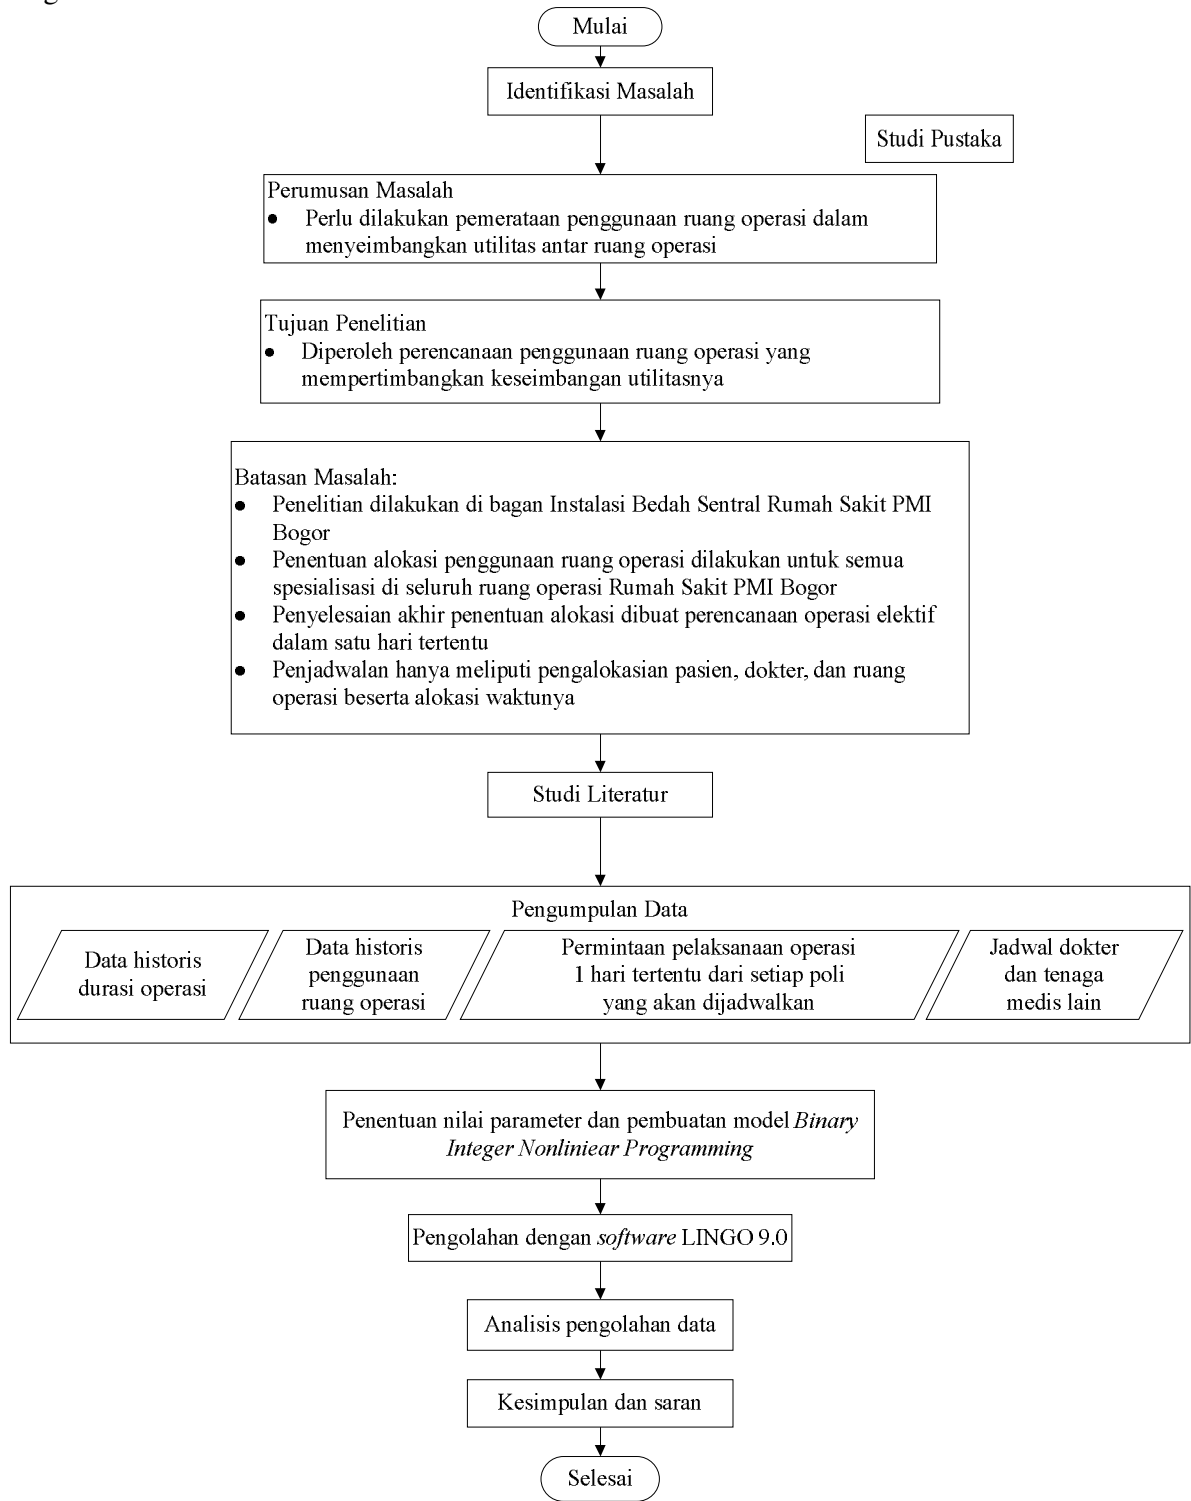 Mulai
Identifikasi Masalah
Studi Pustaka
Perumusan Masalah
● Perlu dilakukan pemerataan penggunaan ruang operasi dalam
menyeimbangkan utilitas antar ruang operasi
Tujuan Penelitian
● Diperoleh perencanaan penggunaan ruang operasi yang
mempertimbangkan keseimbangan utilitasnya
Batasan Masalah:
● Penelitian dilakukan di bagan Instalasi Bedah Sentral Rumah Sakit PMI
Bogor
● Penentuan alokasi penggunaan ruang operasi dilakukan untuk semua
spesialisasi di seluruh ruang operasi Rumah Sakit PMI Bogor
● Penyelesaian akhir penentuan alokasi dibuat perencanaan operasi elektif
dalam satu hari tertentu
● Penjadwalan hanya meliputi pengalokasian pasien, dokter, dan ruang
operasi beserta alokasi waktunya
Studi Literatur
Pengumpulan Data
Data historis
durasi operasi
Data historis
penggunaan
ruang operasi
Permintaan pelaksanaan operasi
1 hari tertentu dari setiap poli
yang akan dijadwalkan
Jadwal dokter
dan tenaga
medis lain
Penentuan nilai parameter dan pembuatan model Binary
Integer Nonliniear Programming
Pengolahan dengan software LINGO 9.0
Analisis pengolahan data
Kesimpulan dan saran
Selesai